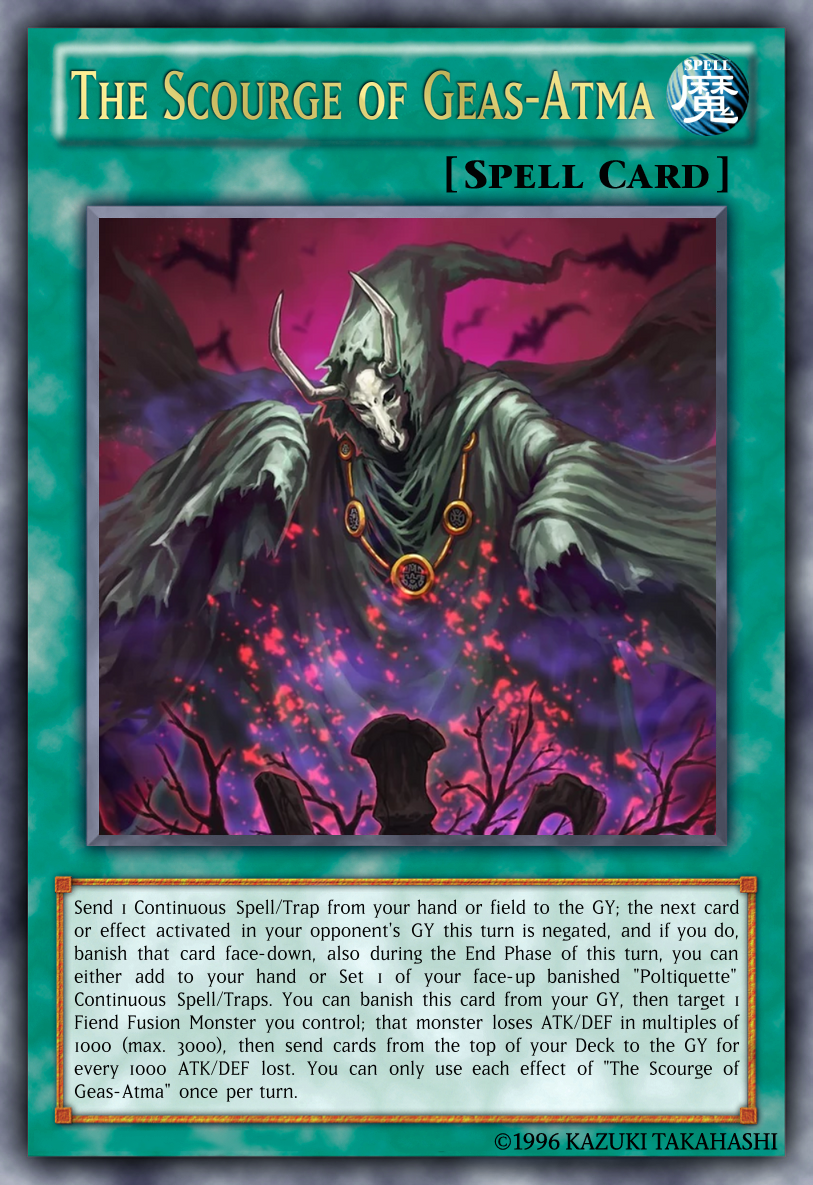 The Scourge of Geas-Atma
SPELL
魔
[Spell Card]
Send 1 Continuous Spell/Trap from your hand or field to the GY; the next card
or effect activated in your opponent's GY this turn is negated, and if you do,
banish that card face-down, also during the End Phase of this turn, you can
either add to your hand or Set 1 of your face-up banished "Poltiquette"
Continuous Spell/Traps. You can banish this card from your GY, then target 1
Fiend Fusion Monster you control; that monster loses ATK/DEF in multiples of
1000 (max. 3000), then send cards from the top of your Deck to the GY for
every 1000 ATK/DEF lost. You can only use each effect of "The Scourge of
Geas-Atma" once per turn.
©1996 KAZUKI TAKAHASHI